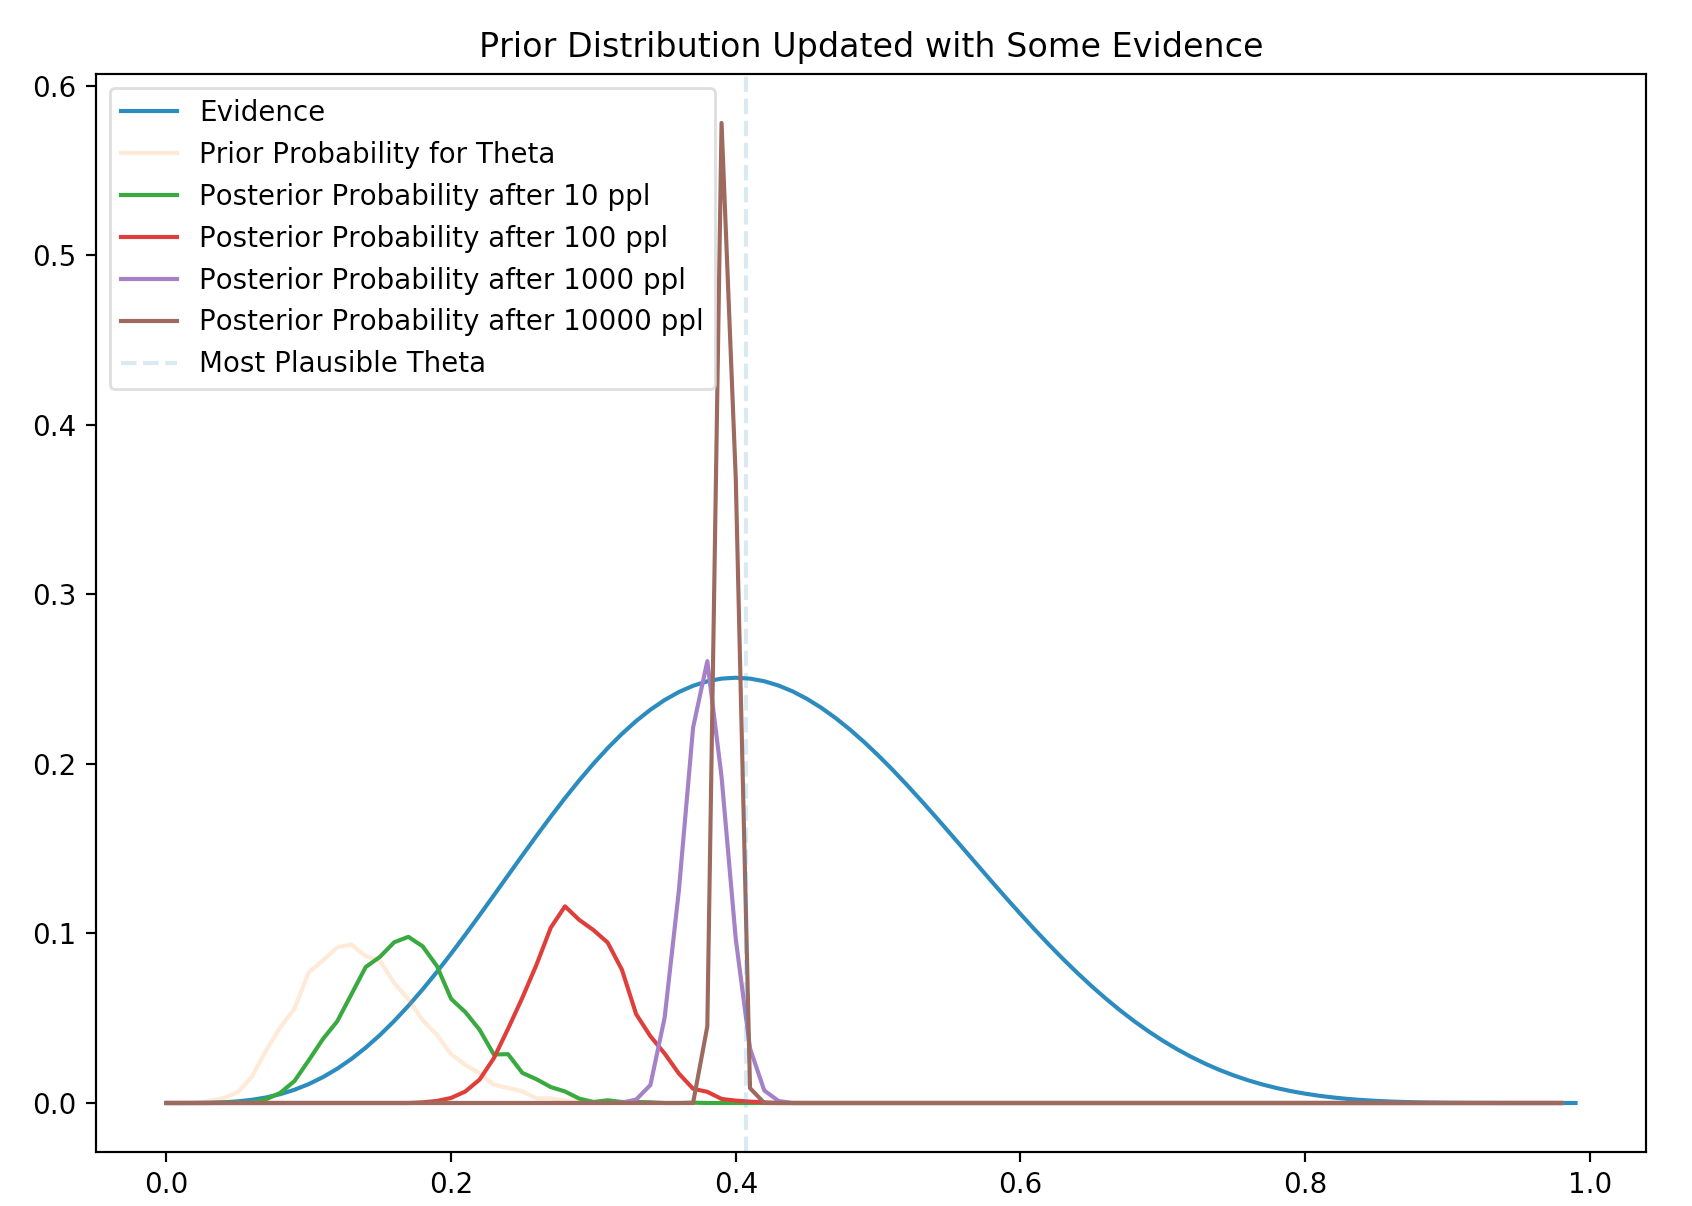 Prior Distribution Updated with Some Evidence
0.6
0.5
0.4
0.3
0.2
0.1
0.0
Evidence
Prior Probability for Theta
Posterior Probability after 10 ppl
Posterior Probability after 100 ppl
Posterior Probability after 1000 ppl
Posterior Probability after 10000 ppl
Most Plausible Theta
0.0 0.2 0.4 0.6 0.8 1.0